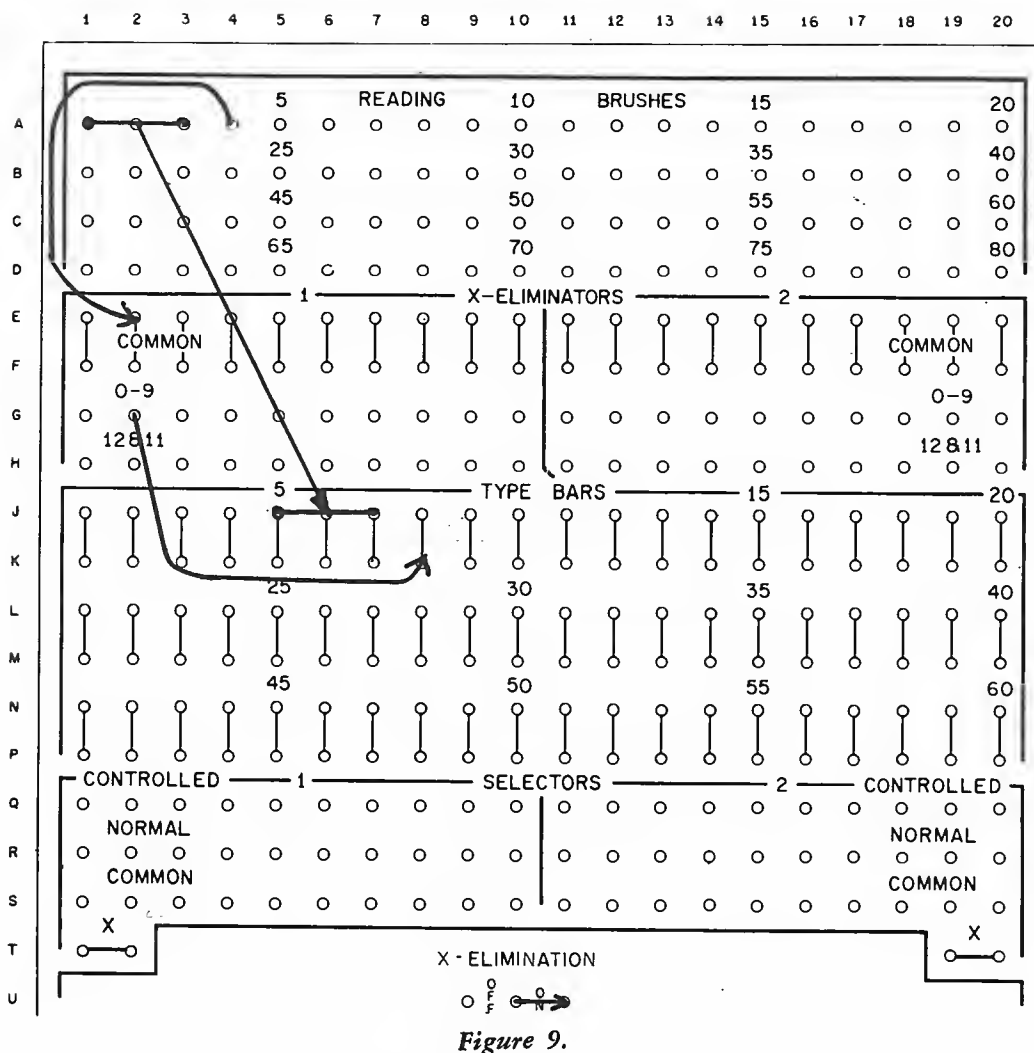 1 2 3 4 5 6 7 8 9 10 11 12 13 14 15 16 17 18 19 20
5 READING 10 BRUSHES 15 20
A
25 30 35 40
B
45 50 55 60
C
65 70 75 80
D
1 X-ELIMINATORS 2
E
COMMON COMMON
F
0-9 0-9
G
12&11 12&11
H
5 TYPE BARS 15 20
J
K
25 30 35 40
L
M
45 50 55 60
N
P
CONTROLLED 1 SELECTORS 2 CONTROLLED
Q
NORMAL NORMAL
R
COMMON COMMON
S
X X
T
X-ELIMINATION
U OFF ON
Figure 9.